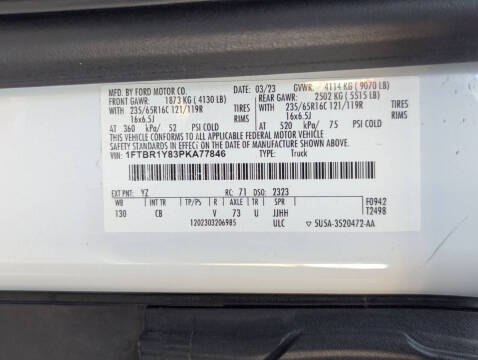 MFD. BY FORD MOTOR CO. DATE: 03/23 GVWR: 4114 KG ( 9070 LB)
FRONT GAWR: 1873 KG ( 4130 LB) REAR GAWR: 2502 KG ( 5515 LB)
WITH 235/65R16C 121/119R TIRES WITH 235/65R16C 121/119R TIRES
16x6.5J RIMS 16x6.5J RIMS
AT 360 kPa/ 52 PSI COLD AT 520 kPa/ 75 PSI COLD
THIS VEHICLE CONFORMS TO ALL APPLICABLE FEDERAL MOTOR VEHICLE
SAFETY STANDARDS IN EFFECT ON THE DATE OF MANUFACTURE SHOWN ABOVE.
VIN: 1FTBR1Y83PKA77846 TYPE: Truck
EXT PNT: YZ RC: 71 DSO: 2323
WB INT TR TP/PS R AXLE TR SPR F0942
130 CB V 73 U JJHH T2498
1202303206985 ULC 5U5A-3520472-AA